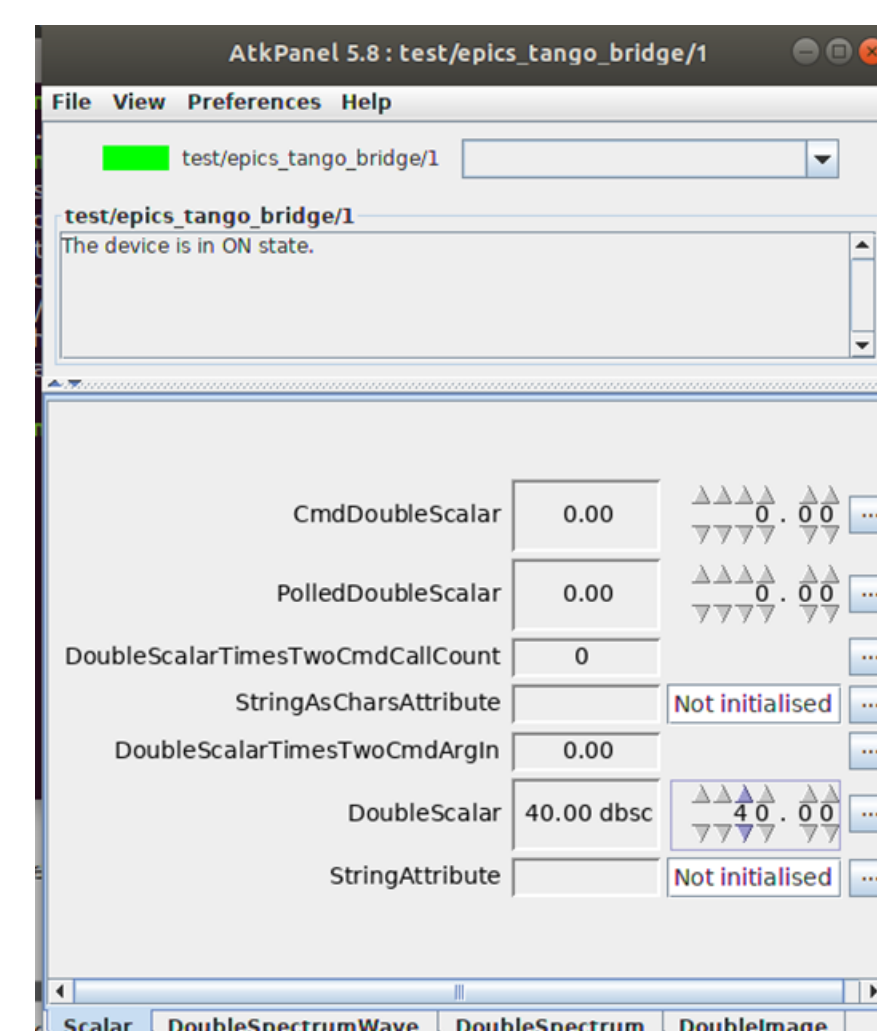 AtkPanel 5.8 : test/epics_tango_bridge/1
File View Preferences Help
test/epics_tango_bridge/1
test/epics_tango_bridge/1
The device is in ON state.
CmdDoubleScalar 0.00 0.00 ...
PolledDoubleScalar 0.00 0.00 ...
DoubleScalarTimesTwoCmdCallCount 0 ...
StringAsCharsAttribute Not initialised ...
DoubleScalarTimesTwoCmdArgIn 0.00 ...
DoubleScalar 40.00 dbsc 40.00 ...
StringAttribute Not initialised ...
Scalar DoubleSpectrumWave DoubleSpectrum DoubleImage